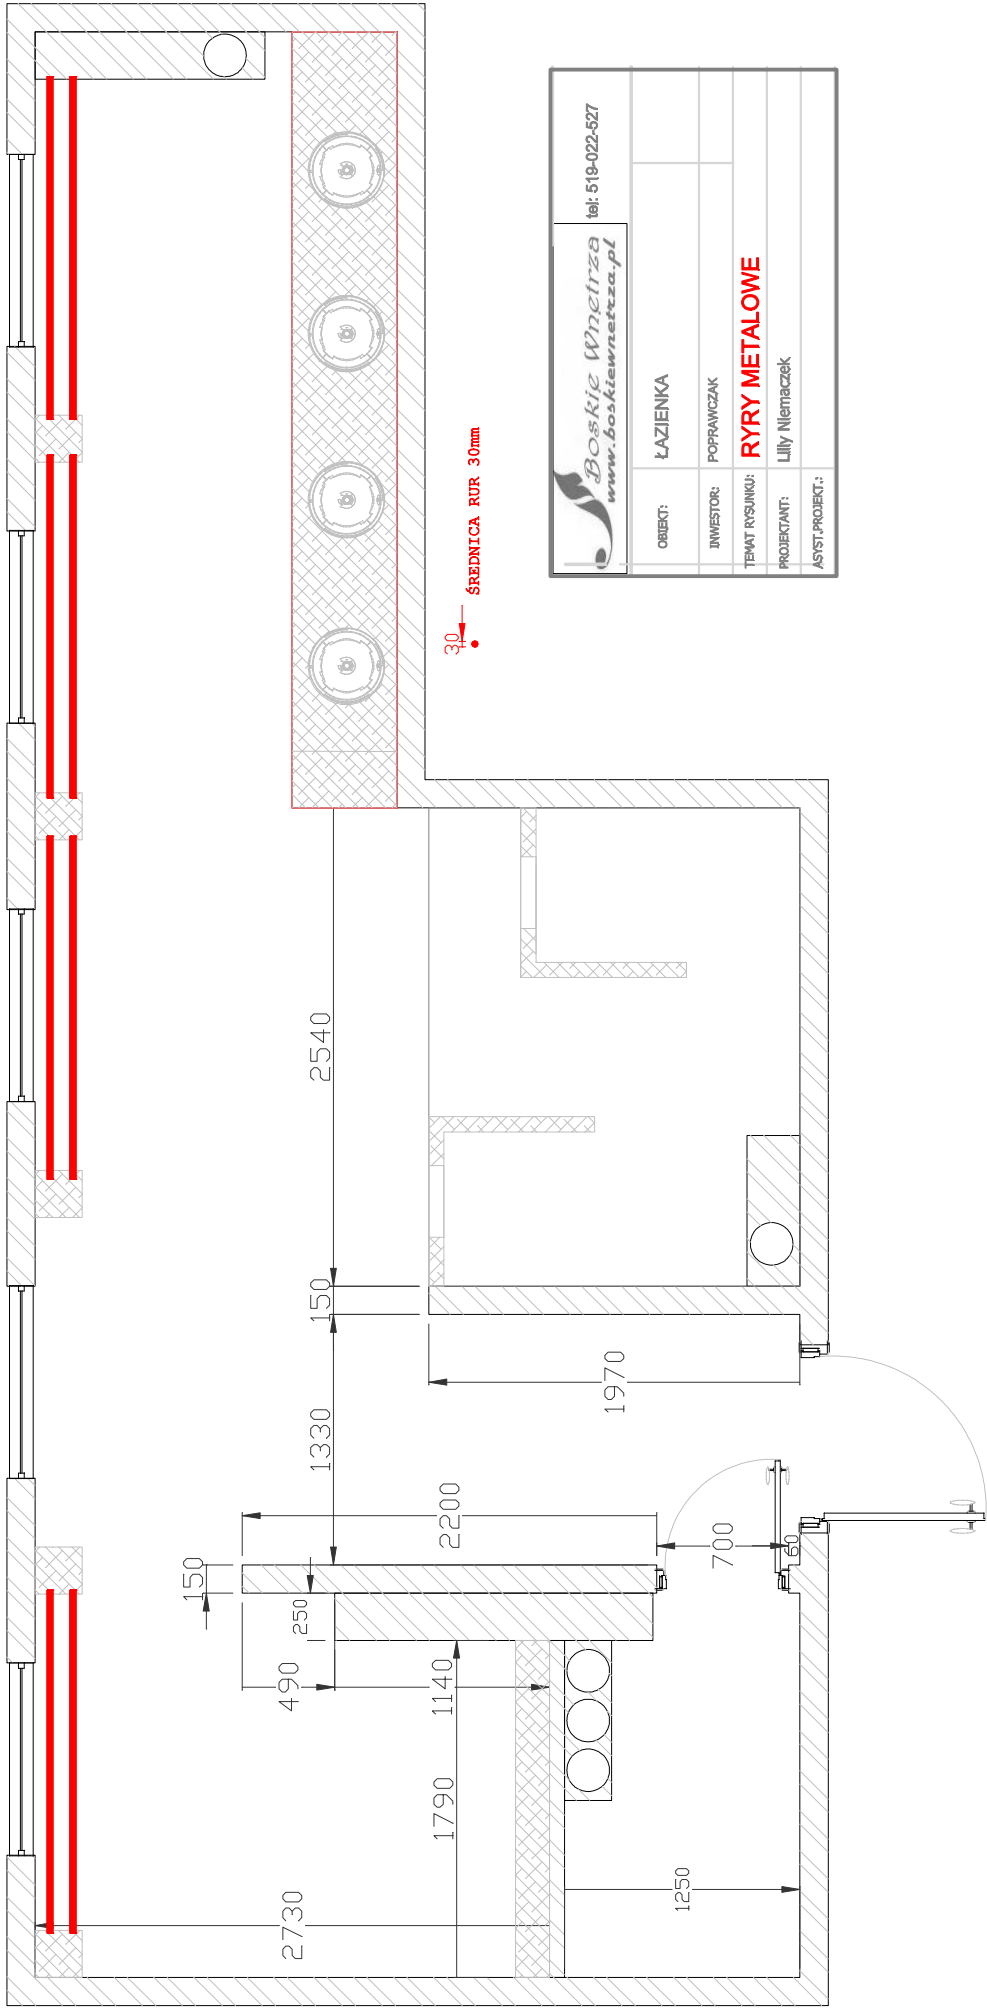 Boskie Wnętrza
www.boskiewnetrza.pl
tel: 519-022-527
OBIEKT: ŁAZIENKA
INWESTOR: POPRAWCZAK
TEMAT RYSUNKU: RYRY METALOWE
PROJEKTANT: Lilly Niemaczek
ASYST.PROJEKT.:
30
ŚREDNICA RUR 30mm
2540
150
1330
1970
2200
150
250
700
60
490
1140
1790
2730
1250